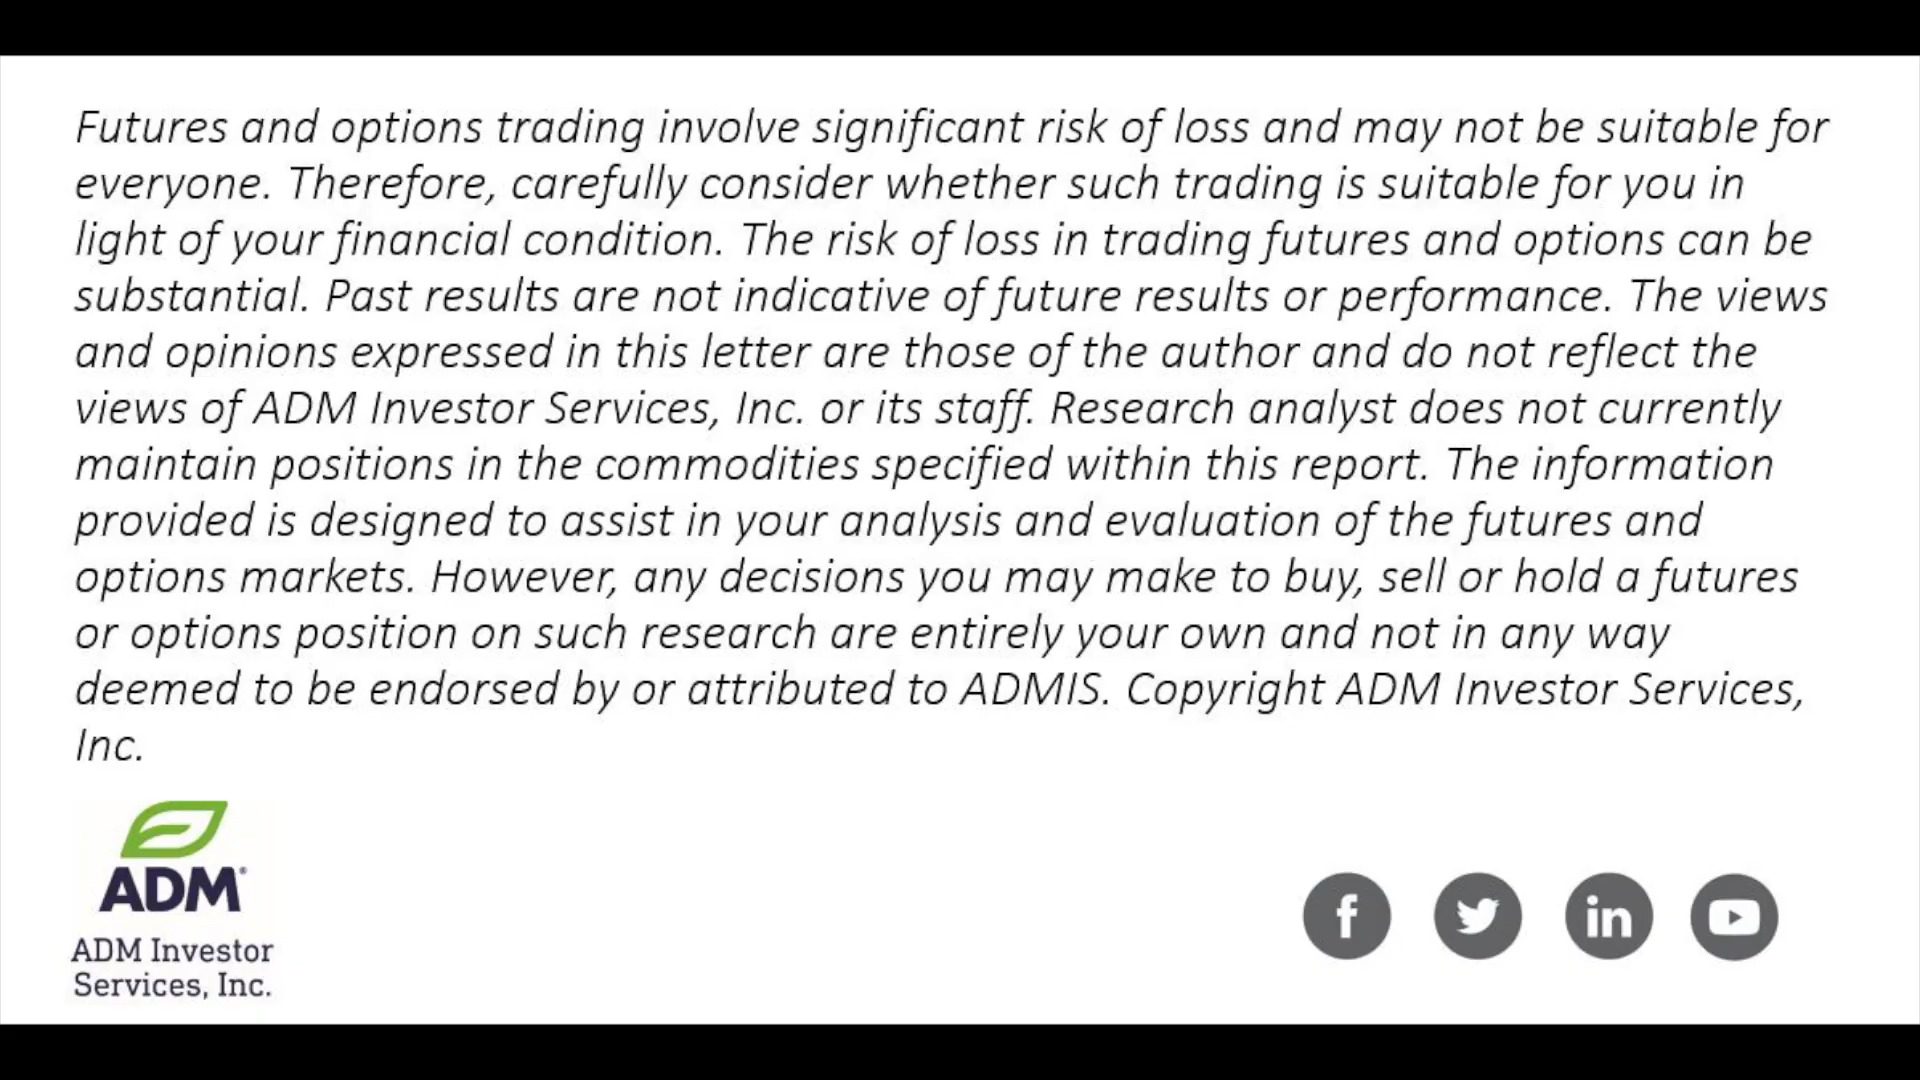 Futures and options trading involve significant risk of loss and may not be suitable for
everyone. Therefore, carefully consider whether such trading is suitable for you in
light of your financial condition. The risk of loss in trading futures and options can be
substantial. Past results are not indicative of future results or performance. The views
and opinions expressed in this letter are those of the author and do not reflect the
views of ADM Investor Services, Inc. or its staff. Research analyst does not currently
maintain positions in the commodities specified within this report. The information
provided is designed to assist in your analysis and evaluation of the futures and
options markets. However, any decisions you may make to buy, sell or hold a futures
or options position on such research are entirely your own and not in any way
deemed to be endorsed by or attributed to ADMIS. Copyright ADM Investor Services,
Inc.
ADM®
ADM Investor
Services, Inc.
f
in